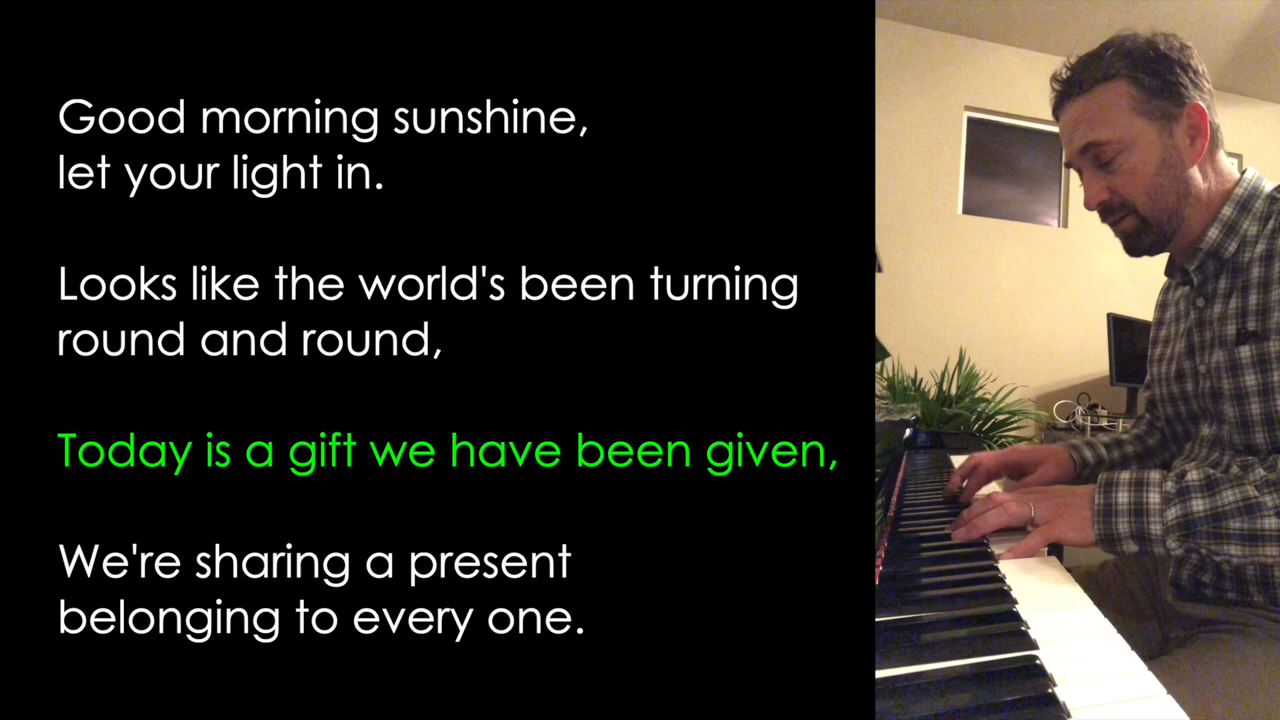 Good morning sunshine,
let your light in.
Looks like the world's been turning
round and round,
Today is a gift we have been given,
We're sharing a present
belonging to every one.